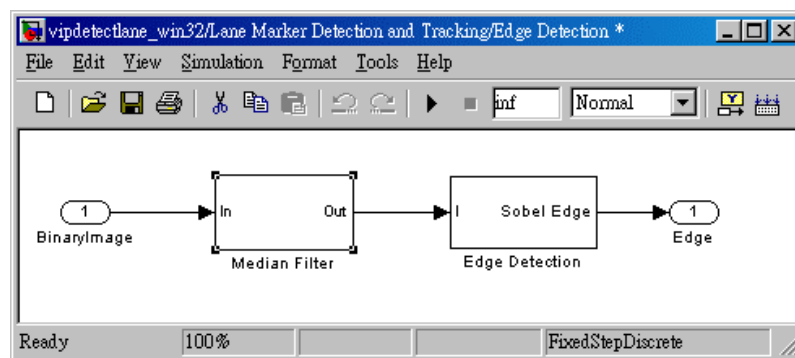 vipdetectlane_win32/Lane Marker Detection and Tracking/Edge Detection *
File Edit View Simulation Format Tools Help
inf Normal
1 In Out I Sobel Edge 1
BinaryImage Median Filter Edge Detection Edge
Ready 100% FixedStepDiscrete